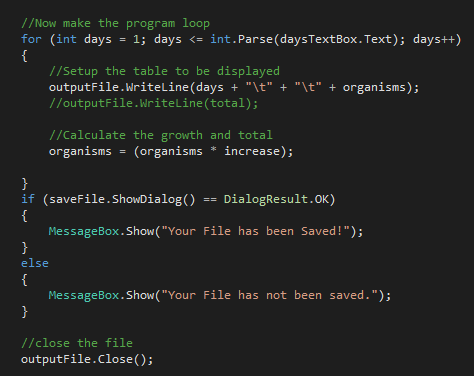 //Now make the program loop
for (int days = 1; days <= int.Parse(daysTextBox.Text); days++)
{
//Setup the table to be displayed
outputFile.WriteLine(days + "\t" + "\t" + organisms);
//outputFile.WriteLine(total);
//Calculate the growth and total
organisms = (organisms * increase);
}
if (saveFile.ShowDialog() == DialogResult.OK)
{
MessageBox.Show("Your File has been Saved!");
}
else
{
MessageBox.Show("Your File has not been saved.");
}
//close the file
outputFile.Close();